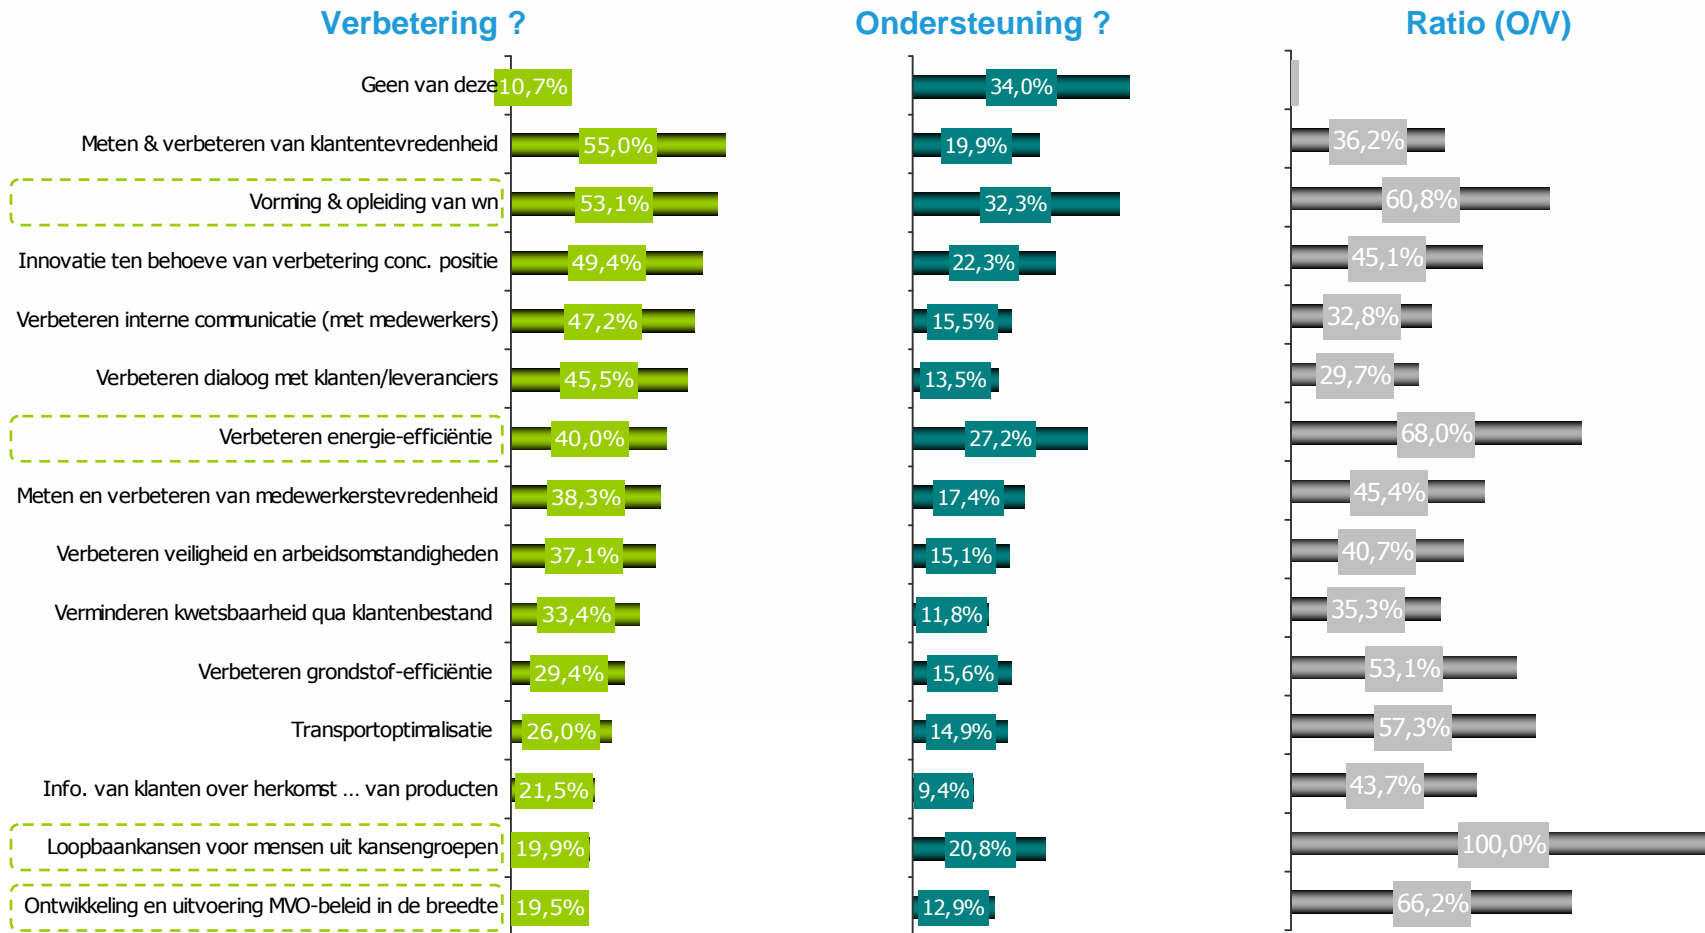 Verbetering ? Ondersteuning ? Ratio (O/V)
Geen van deze 10,7% 34,0%
Meten & verbeteren van klantentevredenheid 55,0% 19,9% 36,2%
Vorming & opleiding van wn 53,1% 32,3% 60,8%
Innovatie ten behoeve van verbetering conc. positie 49,4% 22,3% 45,1%
Verbeteren interne communicatie (met medewerkers) 47,2% 15,5% 32,8%
Verbeteren dialoog met klanten/leveranciers 45,5% 13,5% 29,7%
Verbeteren energie-efficiëntie 40,0% 27,2% 68,0%
Meten en verbeteren van medewerkerstevredenheid 38,3% 17,4% 45,4%
Verbeteren veiligheid en arbeidsomstandigheden 37,1% 15,1% 40,7%
Verminderen kwetsbaarheid qua klantenbestand 33,4% 11,8% 35,3%
Verbeteren grondstof-efficiëntie 29,4% 15,6% 53,1%
Transportoptimalisatie 26,0% 14,9% 57,3%
Info. van klanten over herkomst ... van producten 21,5% 9,4% 43,7%
Loopbaankansen voor mensen uit kansengroepen 19,9% 20,8% 100,0%
Ontwikkeling en uitvoering MVO-beleid in de breedte 19,5% 12,9% 66,2%